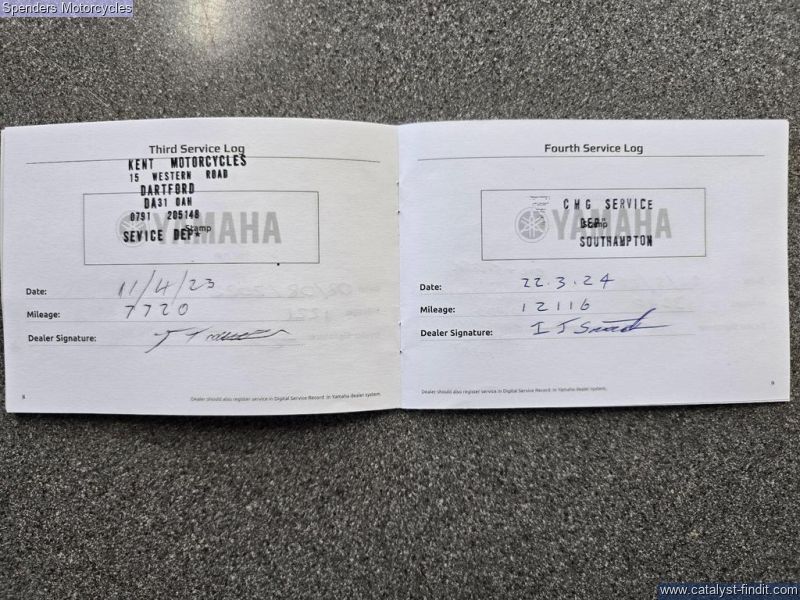 Spenders Motorcycles
Third Service Log
KENT MOTORCYCLES
15 WESTERN ROAD
DARTFORD
DA31 0AH
0791 205148
YAMAHA
Stamp
SEVICE DEPT
Date: 11/4/23
Mileage: 7720
Dealer Signature:
Dealer should also register service in Digital Service Record in Yamaha dealer system.
8
Fourth Service Log
CMG SERVICE
YAMAHA
DEPT
Stamp
SOUTHAMPTON
Date: 22.3.24
Mileage: 12116
Dealer Signature:
Dealer should also register service in Digital Service Record in Yamaha dealer system.
9
www.catalyst-findit.com